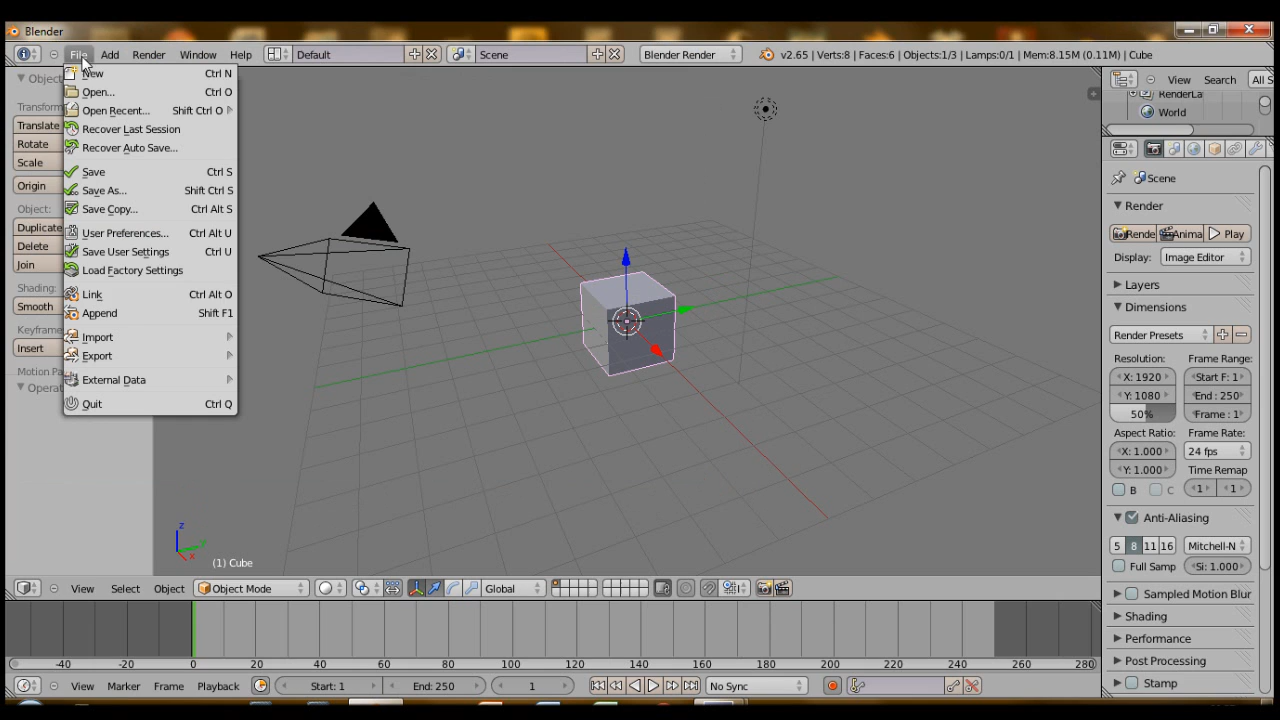 Blender
File Add Render Window Help Default Scene Blender Render v2.65 | Verts:8 | Faces:6 | Objects:1/3 | Lamps:0/1 | Mem:8.15M (0.11M) | Cube
New Ctrl N
Open... Ctrl O
Open Recent... Shift Ctrl O
Recover Last Session
Recover Auto Save...
Save Ctrl S
Save As... Shift Ctrl S
Save Copy... Ctrl Alt S
User Preferences... Ctrl Alt U
Save User Settings Ctrl U
Load Factory Settings
Link Ctrl Alt O
Append Shift F1
Import
Export
External Data
Quit Ctrl Q
Object
Transform
Translate
Rotate
Scale
Origin
Object:
Duplicate
Delete
Join
Shading:
Smooth
Keyframe
Insert
Motion Pa
Operat
z
y
x
(1) Cube
View Search All S
RenderLa
World
Scene
Render
Rende Anima Play
Display: Image Editor
Layers
Dimensions
Render Presets
Resolution: Frame Range:
X: 1920 Start F: 1
Y: 1080 End : 250
50% Frame : 1
Aspect Ratio: Frame Rate:
X: 1.000 24 fps
Y: 1.000 Time Remap
B C 1 1
Anti-Aliasing
5 8 11 16 Mitchell-N
Full Samp Si: 1.000
Sampled Motion Blur
Shading
Performance
Post Processing
Stamp
View Select Object Object Mode Global
-40 -20 0 20 40 60 80 100 120 140 160 180 200 220 240 260 280
View Marker Frame Playback Start: 1 End: 250 1 No Sync